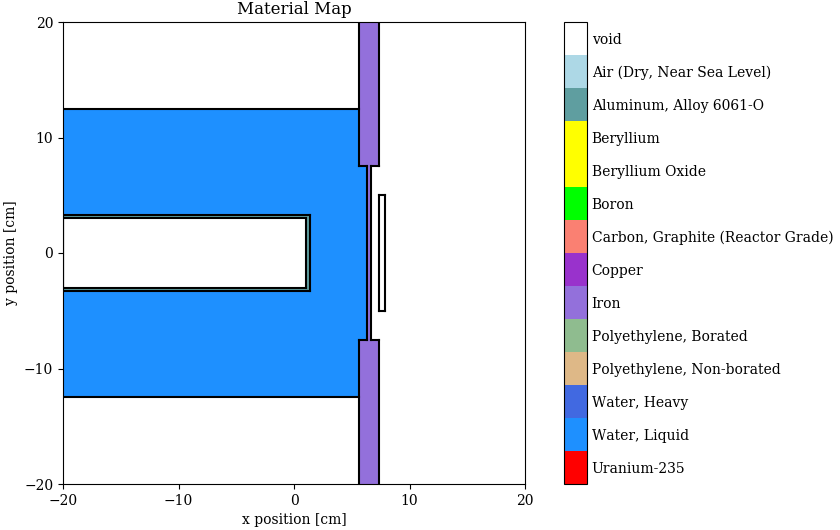 Material Map
20
10
0
−10
−20
−20
−10
0
10
20
x position [cm]
y position [cm]
void
Air (Dry, Near Sea Level)
Aluminum, Alloy 6061-O
Beryllium
Beryllium Oxide
Boron
Carbon, Graphite (Reactor Grade)
Copper
Iron
Polyethylene, Borated
Polyethylene, Non-borated
Water, Heavy
Water, Liquid
Uranium-235